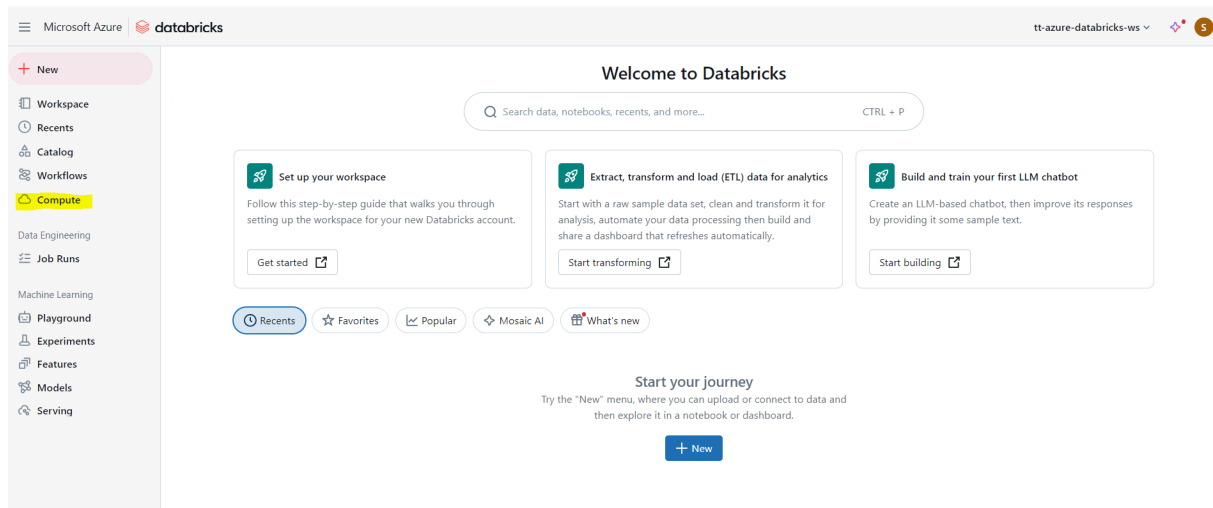 Microsoft Azure databricks
tt-azure-databricks-ws
S
New
Workspace
Recents
Catalog
Workflows
Compute
Data Engineering
Job Runs
Machine Learning
Playground
Experiments
Features
Models
Serving
Welcome to Databricks
Search data, notebooks, recents, and more... CTRL + P
Set up your workspace
Follow this step-by-step guide that walks you through
setting up the workspace for your new Databricks account.
Get started
Extract, transform and load (ETL) data for analytics
Start with a raw sample data set, clean and transform it for
analysis, automate your data processing then build and
share a dashboard that refreshes automatically.
Start transforming
Build and train your first LLM chatbot
Create an LLM-based chatbot, then improve its responses
by providing it some sample text.
Start building
Recents
Favorites
Popular
Mosaic AI
What's new
Start your journey
Try the "New" menu, where you can upload or connect to data and
then explore it in a notebook or dashboard.
New